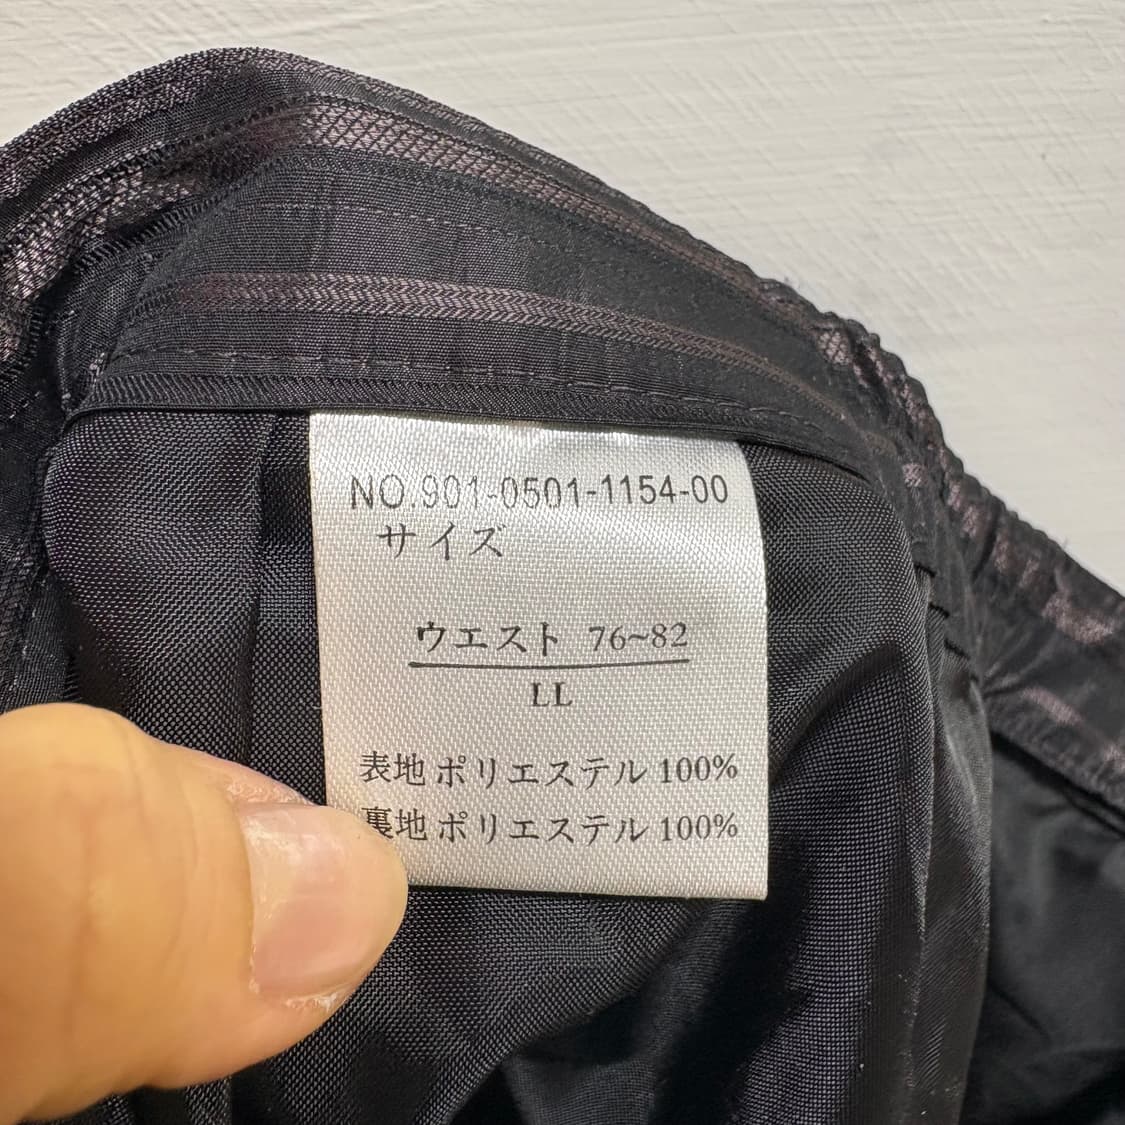 NO.901-0501-1154-00
サイズ
ウエスト 76~82
LL
表地 ポリエステル 100%
裏地 ポリエステル 100%